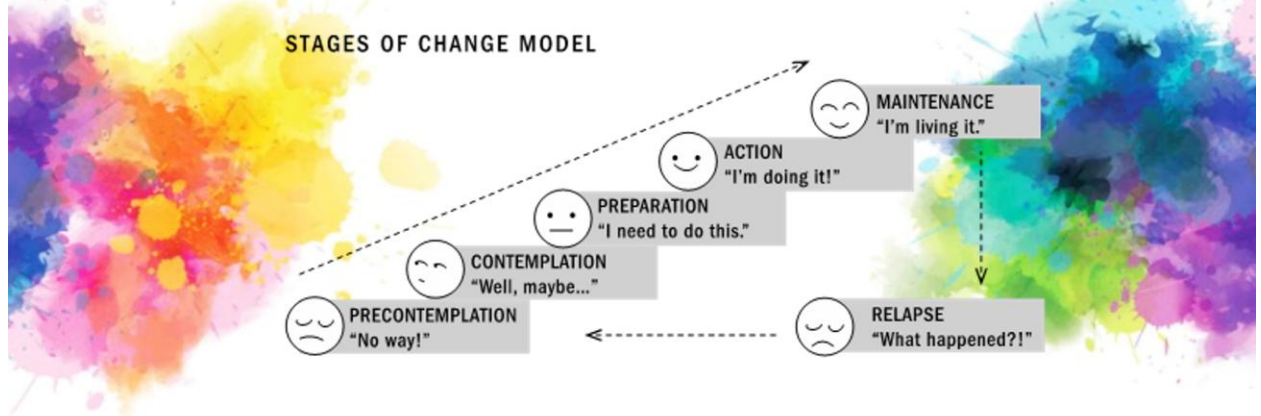 STAGES OF CHANGE MODEL
MAINTENANCE
“I’m living it.”
ACTION
“I’m doing it!”
PREPARATION
“I need to do this.”
CONTEMPLATION
“Well, maybe...”
PRECONTEMPLATION
“No way!”
RELAPSE
“What happened?!”